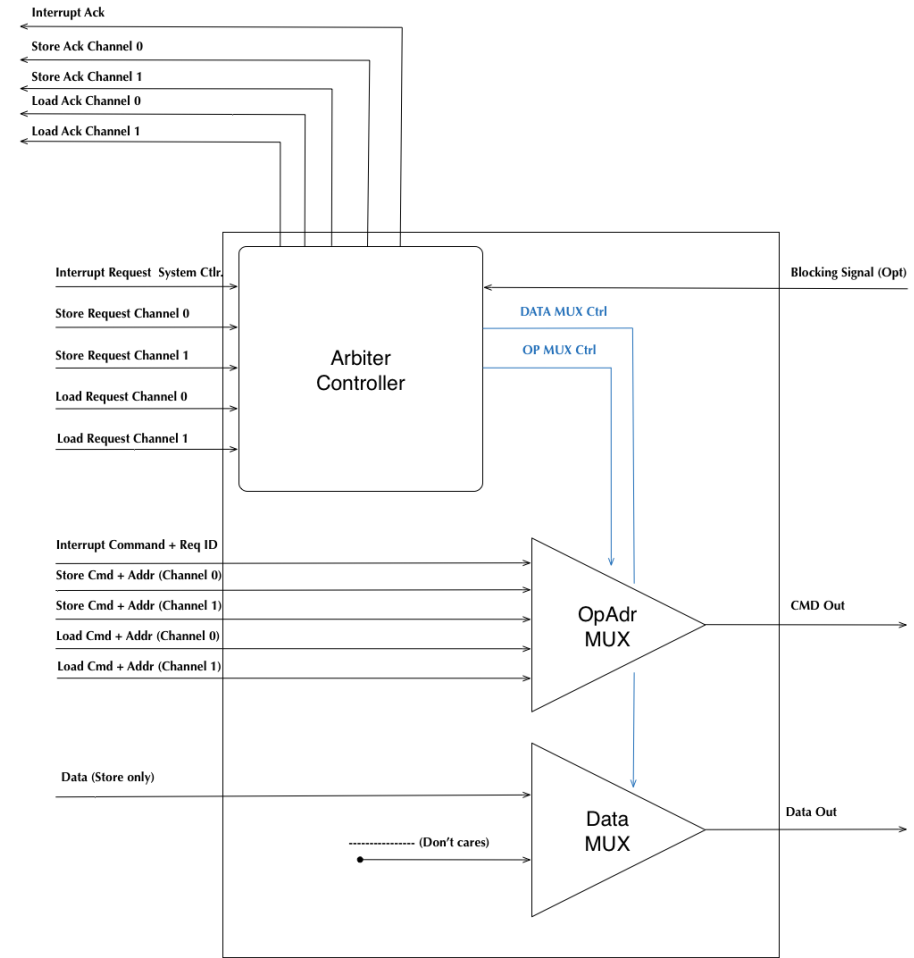 Interrupt Ack
Store Ack Channel 0
Store Ack Channel 1
Load Ack Channel 0
Load Ack Channel 1
Interrupt Request  System Ctlr.
Blocking Signal (Opt)
Store Request Channel 0
DATA MUX Ctrl
Store Request Channel 1
OP MUX Ctrl
Arbiter
Controller
Load Request Channel 0
Load Request Channel 1
Interrupt Command + Req ID
Store Cmd + Addr (Channel 0)
Store Cmd + Addr (Channel 1)
Load Cmd + Addr (Channel 0)
Load Cmd + Addr (Channel 1)
OpAdr
MUX
CMD Out
Data (Store only)
Data
MUX
Data Out
---------------- (Don't cares)